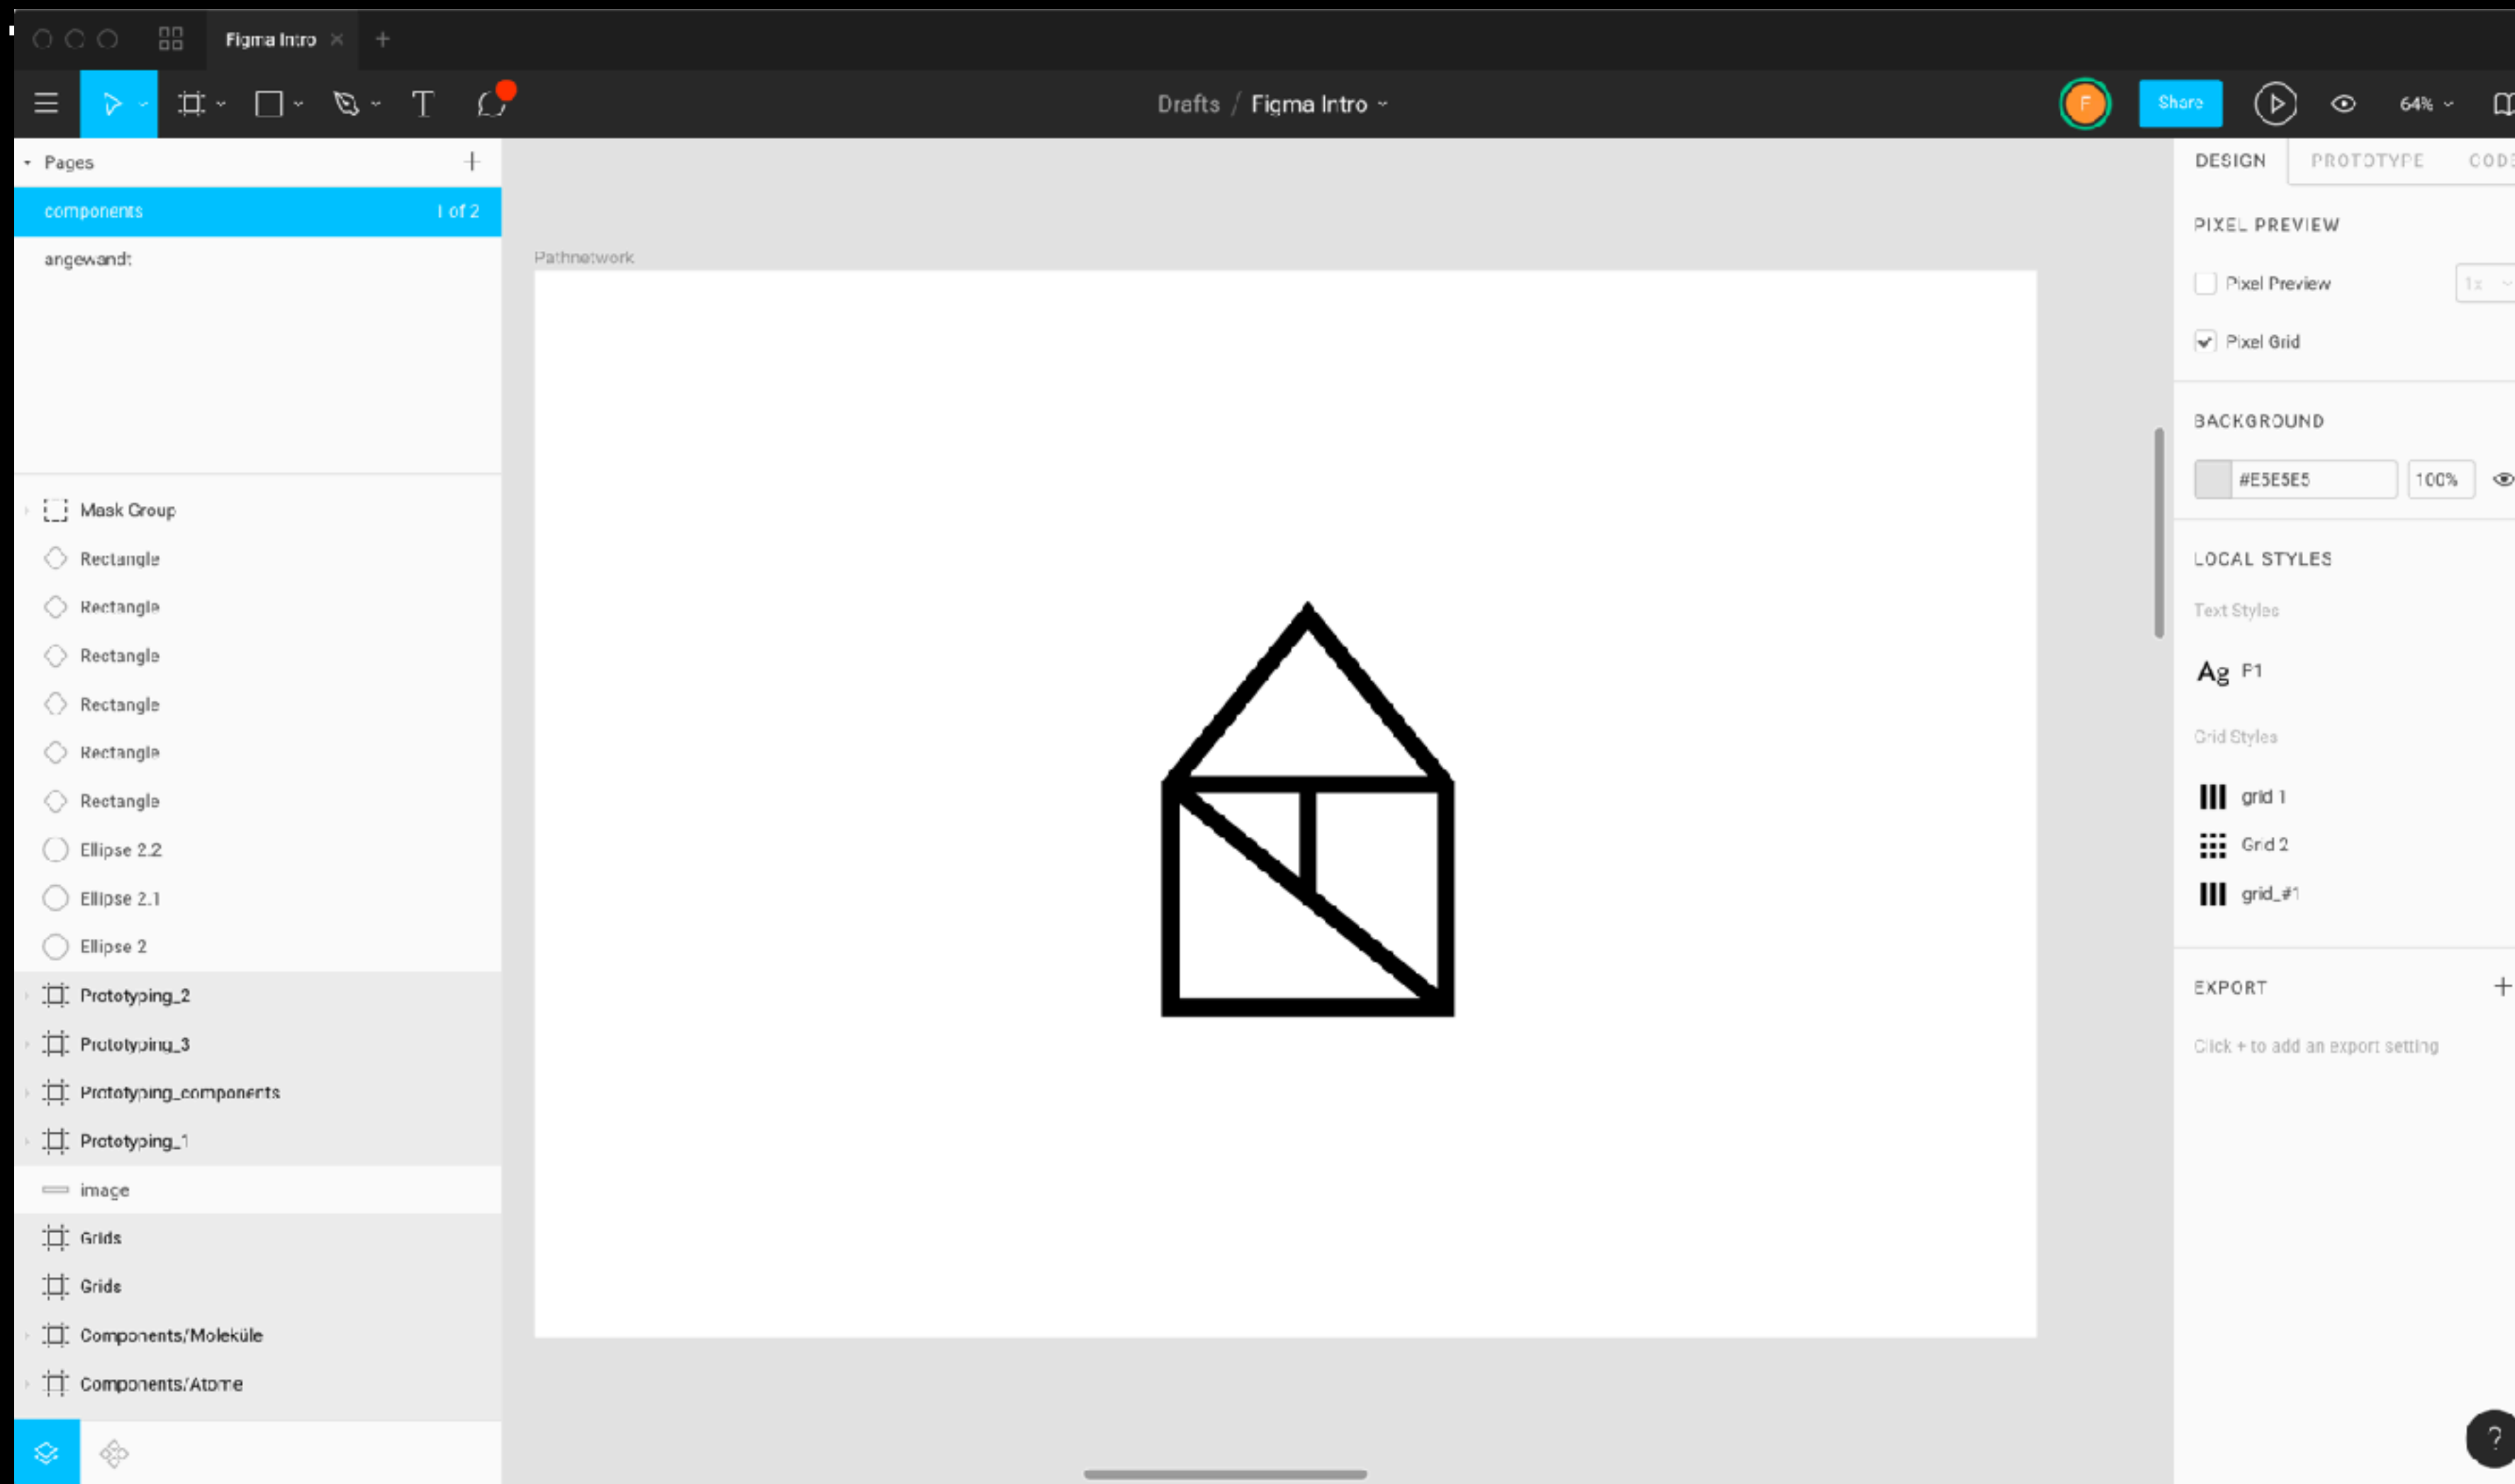 Figma Intro
Drafts / Figma Intro
F
Share
64%
Pages
components 1 of 2
angewandt
Mask Group
Rectangle
Rectangle
Rectangle
Rectangle
Rectangle
Rectangle
Ellipse 2.2
Ellipse 2.1
Ellipse 2
Prototyping_2
Prototyping_3
Prototyping_components
Prototyping_1
image
Grids
Grids
Components/Moleküle
Components/Atome
Pathnetwork
DESIGN PROTOTYPE CODE
PIXEL PREVIEW
Pixel Preview 1x
Pixel Grid
BACKGROUND
#E5E5E5 100%
LOCAL STYLES
Text Styles
Ag P1
Grid Styles
grid 1
Grid 2
grid_#1
EXPORT
Click + to add an export setting
?